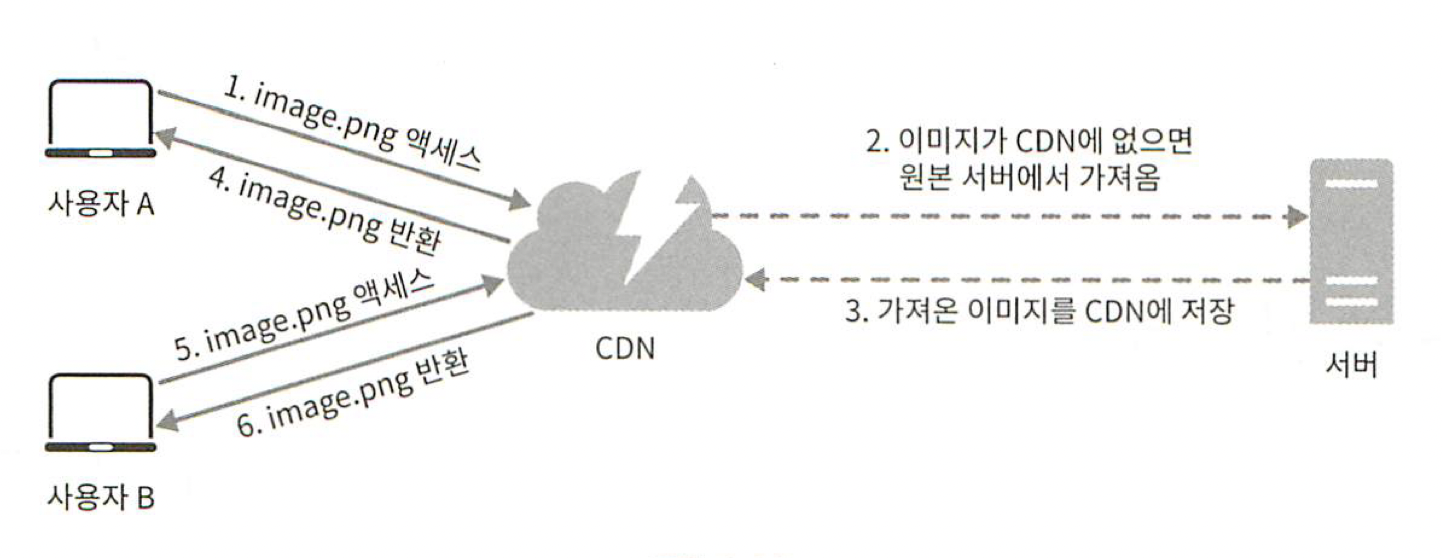 1. image.png 액세스
사용자 A
4. image.png 반환
2. 이미지가 CDN에 없으면
원본 서버에서 가져옴
3. 가져온 이미지를 CDN에 저장
CDN
서버
5. image.png 액세스
6. image.png 반환
사용자 B